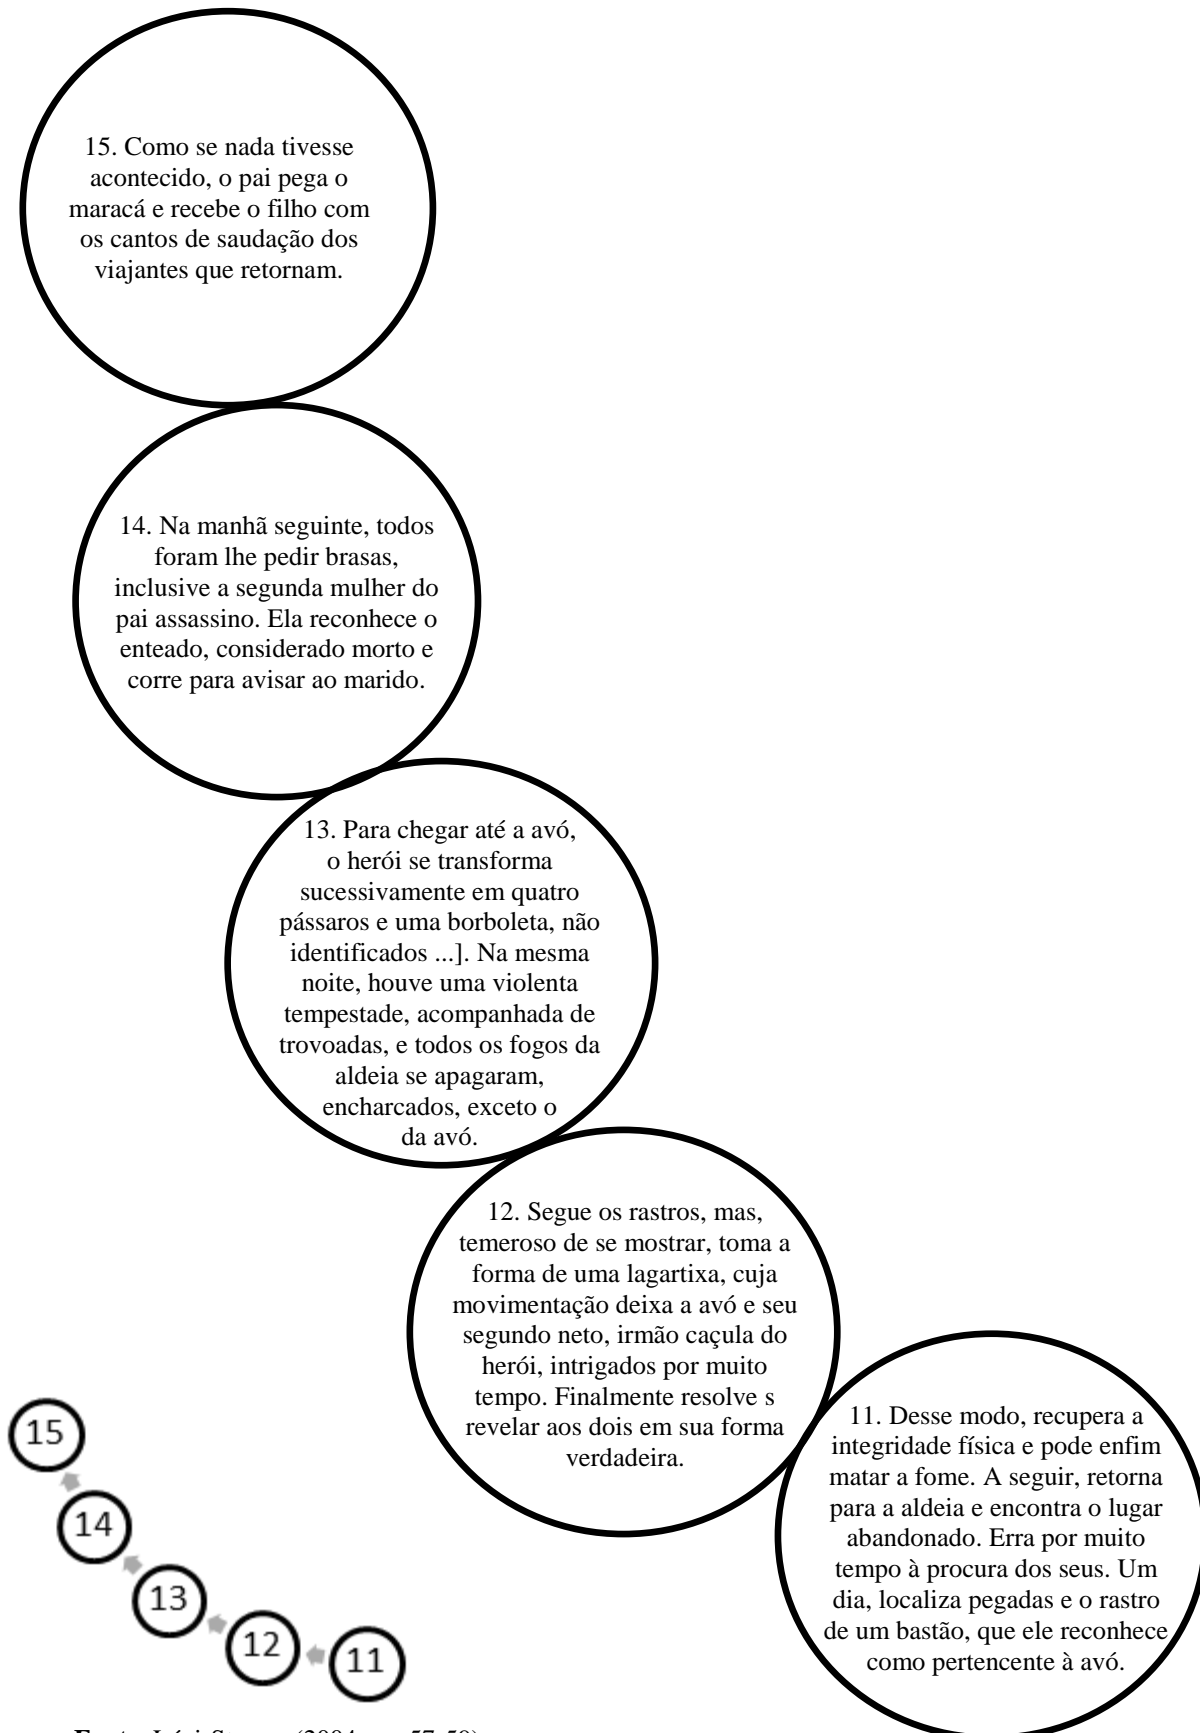 15. Como se nada tivesse
acontecido, o pai pega o
maracá e recebe o filho com
os cantos de saudação dos
viajantes que retornam.
14. Na manhã seguinte, todos
foram lhe pedir brasas,
inclusive a segunda mulher do
pai assassino. Ela reconhece o
enteado, considerado morto e
corre para avisar ao marido.
13. Para chegar até a avó,
o herói se transforma
sucessivamente em quatro
pássaros e uma borboleta, não
identificados ...]. Na mesma
noite, houve uma violenta
tempestade, acompanhada de
trovoadas, e todos os fogos da
aldeia se apagaram,
encharcados, exceto o
da avó.
12. Segue os rastros, mas,
temeroso de se mostrar, toma a
forma de uma lagartixa, cuja
movimentação deixa a avó e seu
segundo neto, irmão caçula do
herói, intrigados por muito
tempo. Finalmente resolve s
revelar aos dois em sua forma
verdadeira.
11. Desse modo, recupera a
integridade física e pode enfim
matar a fome. A seguir, retorna
para a aldeia e encontra o lugar
abandonado. Erra por muito
tempo à procura dos seus. Um
dia, localiza pegadas e o rastro
de um bastão, que ele reconhece
como pertencente à avó.
15
14
13
12
11